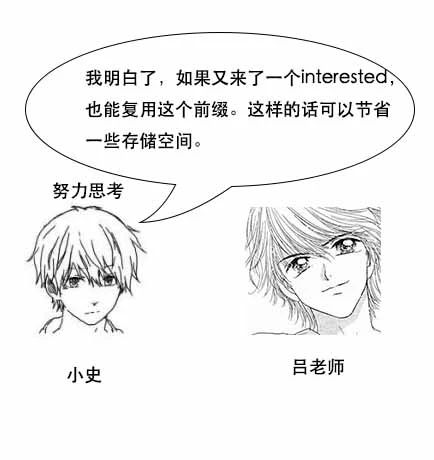 我明白了，如果又来了一个interested，
也能复用这个前缀。这样的话可以节省
一些存储空间。
努力思考
小史
吕老师